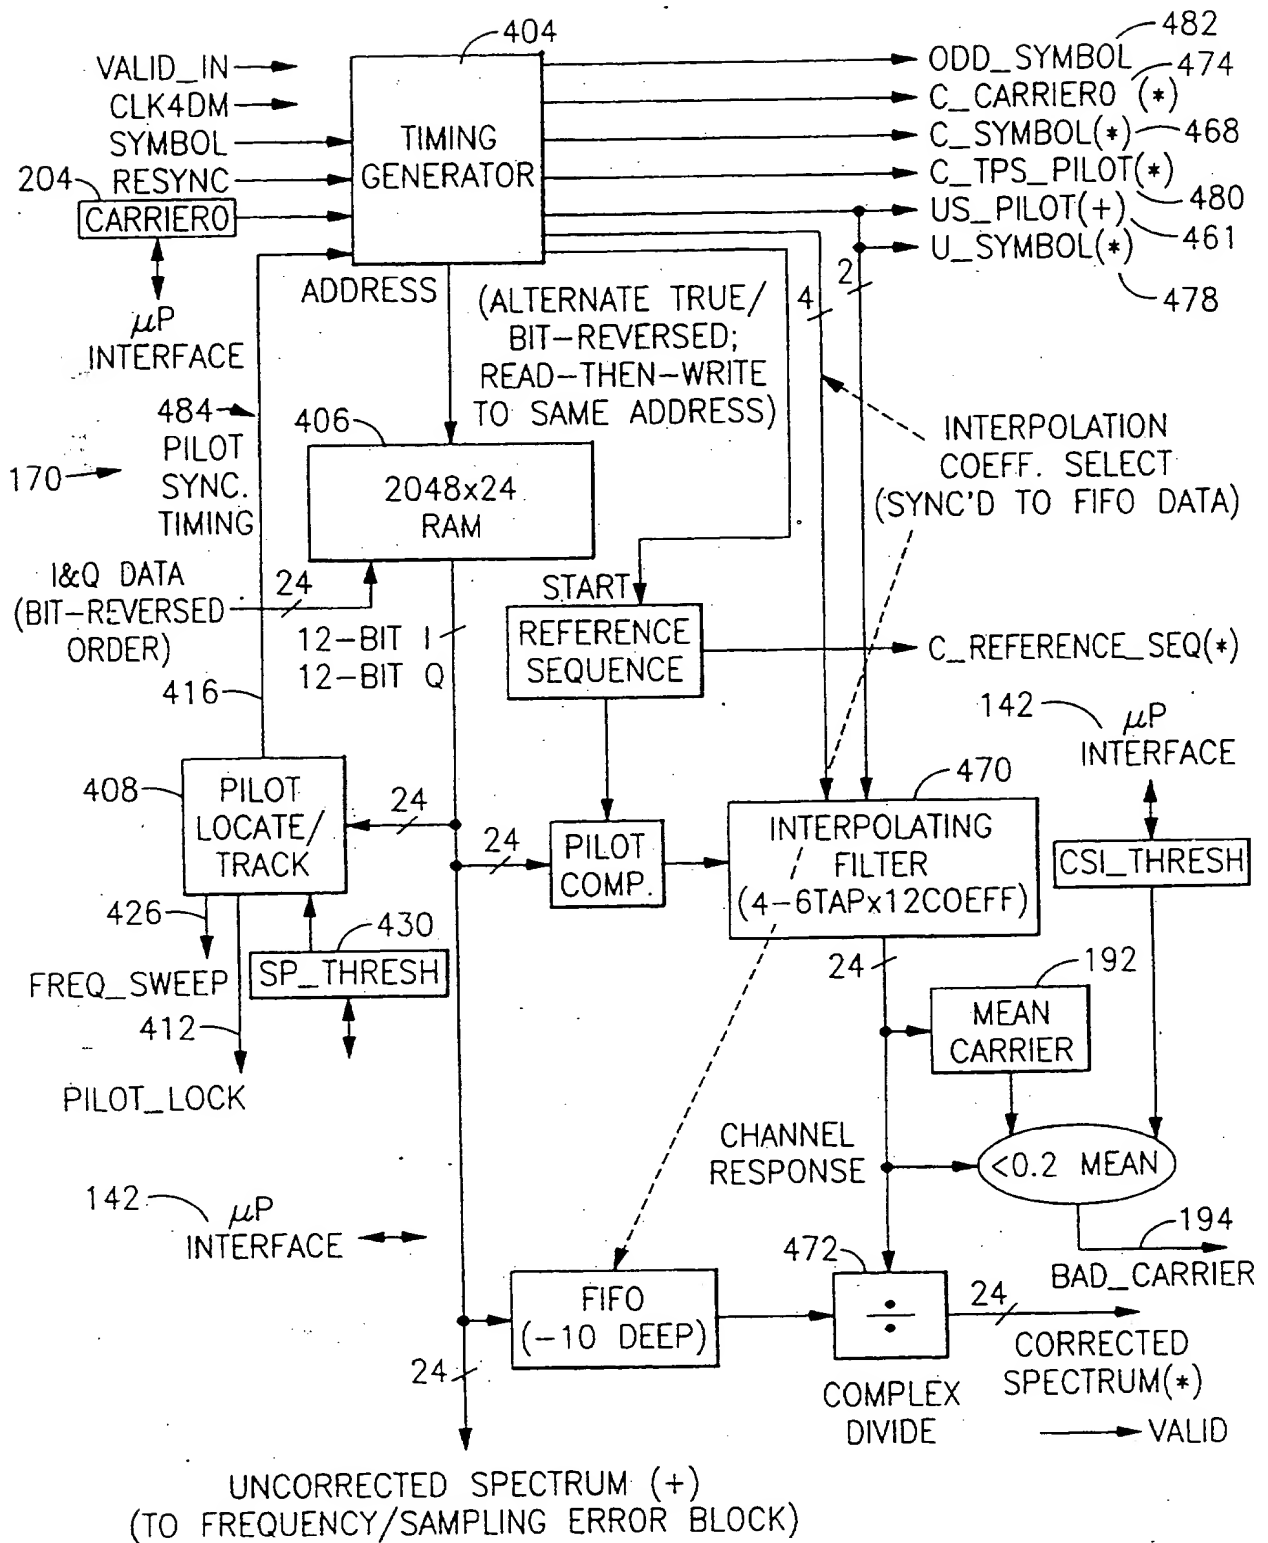 404
482
VALID_IN
ODD_SYMBOL
474
CLK4DM
C_CARRIERO (*)
SYMBOL
TIMING
GENERATOR
C_SYMBOL(*)
468
204
RESYNC
C_TPS_PILOT(*)
480
CARRIERO
US_PILOT(+)
461
U_SYMBOL(*)
478
ADDRESS
μP
INTERFACE
(ALTERNATE TRUE/
BIT-REVERSED;
READ-THEN-WRITE
TO SAME ADDRESS)
4
2
484
PILOT
SYNC.
TIMING
170
406
2048x24
RAM
INTERPOLATION
COEFF. SELECT
(SYNC'D TO FIFO DATA)
I&Q DATA
(BIT-REVERSED
ORDER)
24
12-BIT I
12-BIT Q
START
REFERENCE
SEQUENCE
C_REFERENCE_SEQ(*)
416
142
μP
INTERFACE
408
PILOT
LOCATE/
TRACK
24
24
PILOT
COMP.
470
INTERPOLATING
FILTER
(4-6TAPx12COEFF)
CSI_THRESH
426
430
FREQ_SWEEP
SP_THRESH
24
192
MEAN
CARRIER
412
PILOT_LOCK
CHANNEL
RESPONSE
<0.2 MEAN
142
μP
INTERFACE
194
BAD_CARRIER
472
FIFO
(-10 DEEP)
÷
24
CORRECTED
SPECTRUM(*)
24
COMPLEX
DIVIDE
VALID
UNCORRECTED SPECTRUM (+)
(TO FREQUENCY/SAMPLING ERROR BLOCK)